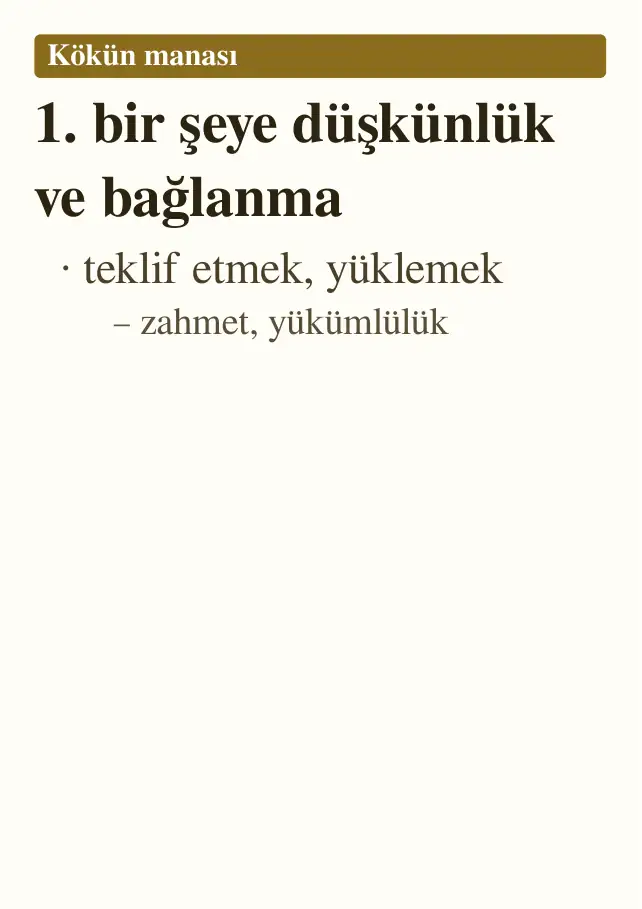 Kökün manası
1. bir şeye düşkünlük
ve bağlanma
· teklif etmek, yüklemek
– zahmet, yükümlülük